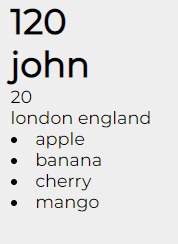 120
john
20
london england
• apple
• banana
• cherry
• mango